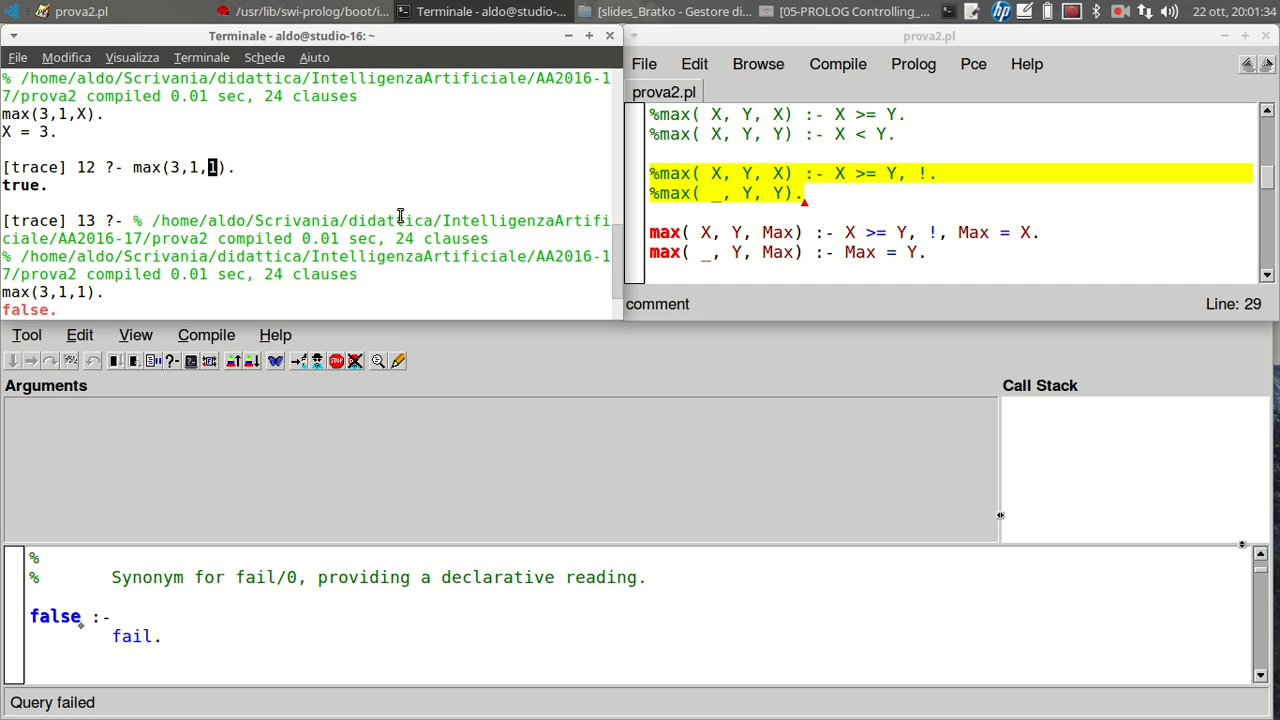 prova2.pl
/usr/lib/swi-prolog/boot/i...
Terminale - aldo@studio-...
[slides_Bratko - Gestore di...
[05-PROLOG Controlling_...
22 ott, 20:01:34
Terminale - aldo@studio-16: ~
File Modifica Visualizza Terminale Schede Aiuto
% /home/aldo/Scrivania/didattica/IntelligenzaArtificiale/AA2016-1
7/prova2 compiled 0.01 sec, 24 clauses
max(3,1,X).
X = 3.
[trace] 12 ?- max(3,1,1).
true.
[trace] 13 ?- % /home/aldo/Scrivania/didattica/IntelligenzaArtifi
ciale/AA2016-17/prova2 compiled 0.01 sec, 24 clauses
% /home/aldo/Scrivania/didattica/IntelligenzaArtificiale/AA2016-1
7/prova2 compiled 0.01 sec, 24 clauses
max(3,1,1).
false.
prova2.pl
File Edit Browse Compile Prolog Pce Help
prova2.pl
%max( X, Y, X) :- X >= Y.
%max( X, Y, Y) :- X < Y.
%max( X, Y, X) :- X >= Y, !.
%max( _, Y, Y).
max( X, Y, Max) :- X >= Y, !, Max = X.
max( _, Y, Max) :- Max = Y.
comment
Line: 29
Tool Edit View Compile Help
Arguments
Call Stack
%
% Synonym for fail/0, providing a declarative reading.
false :-
fail.
Query failed